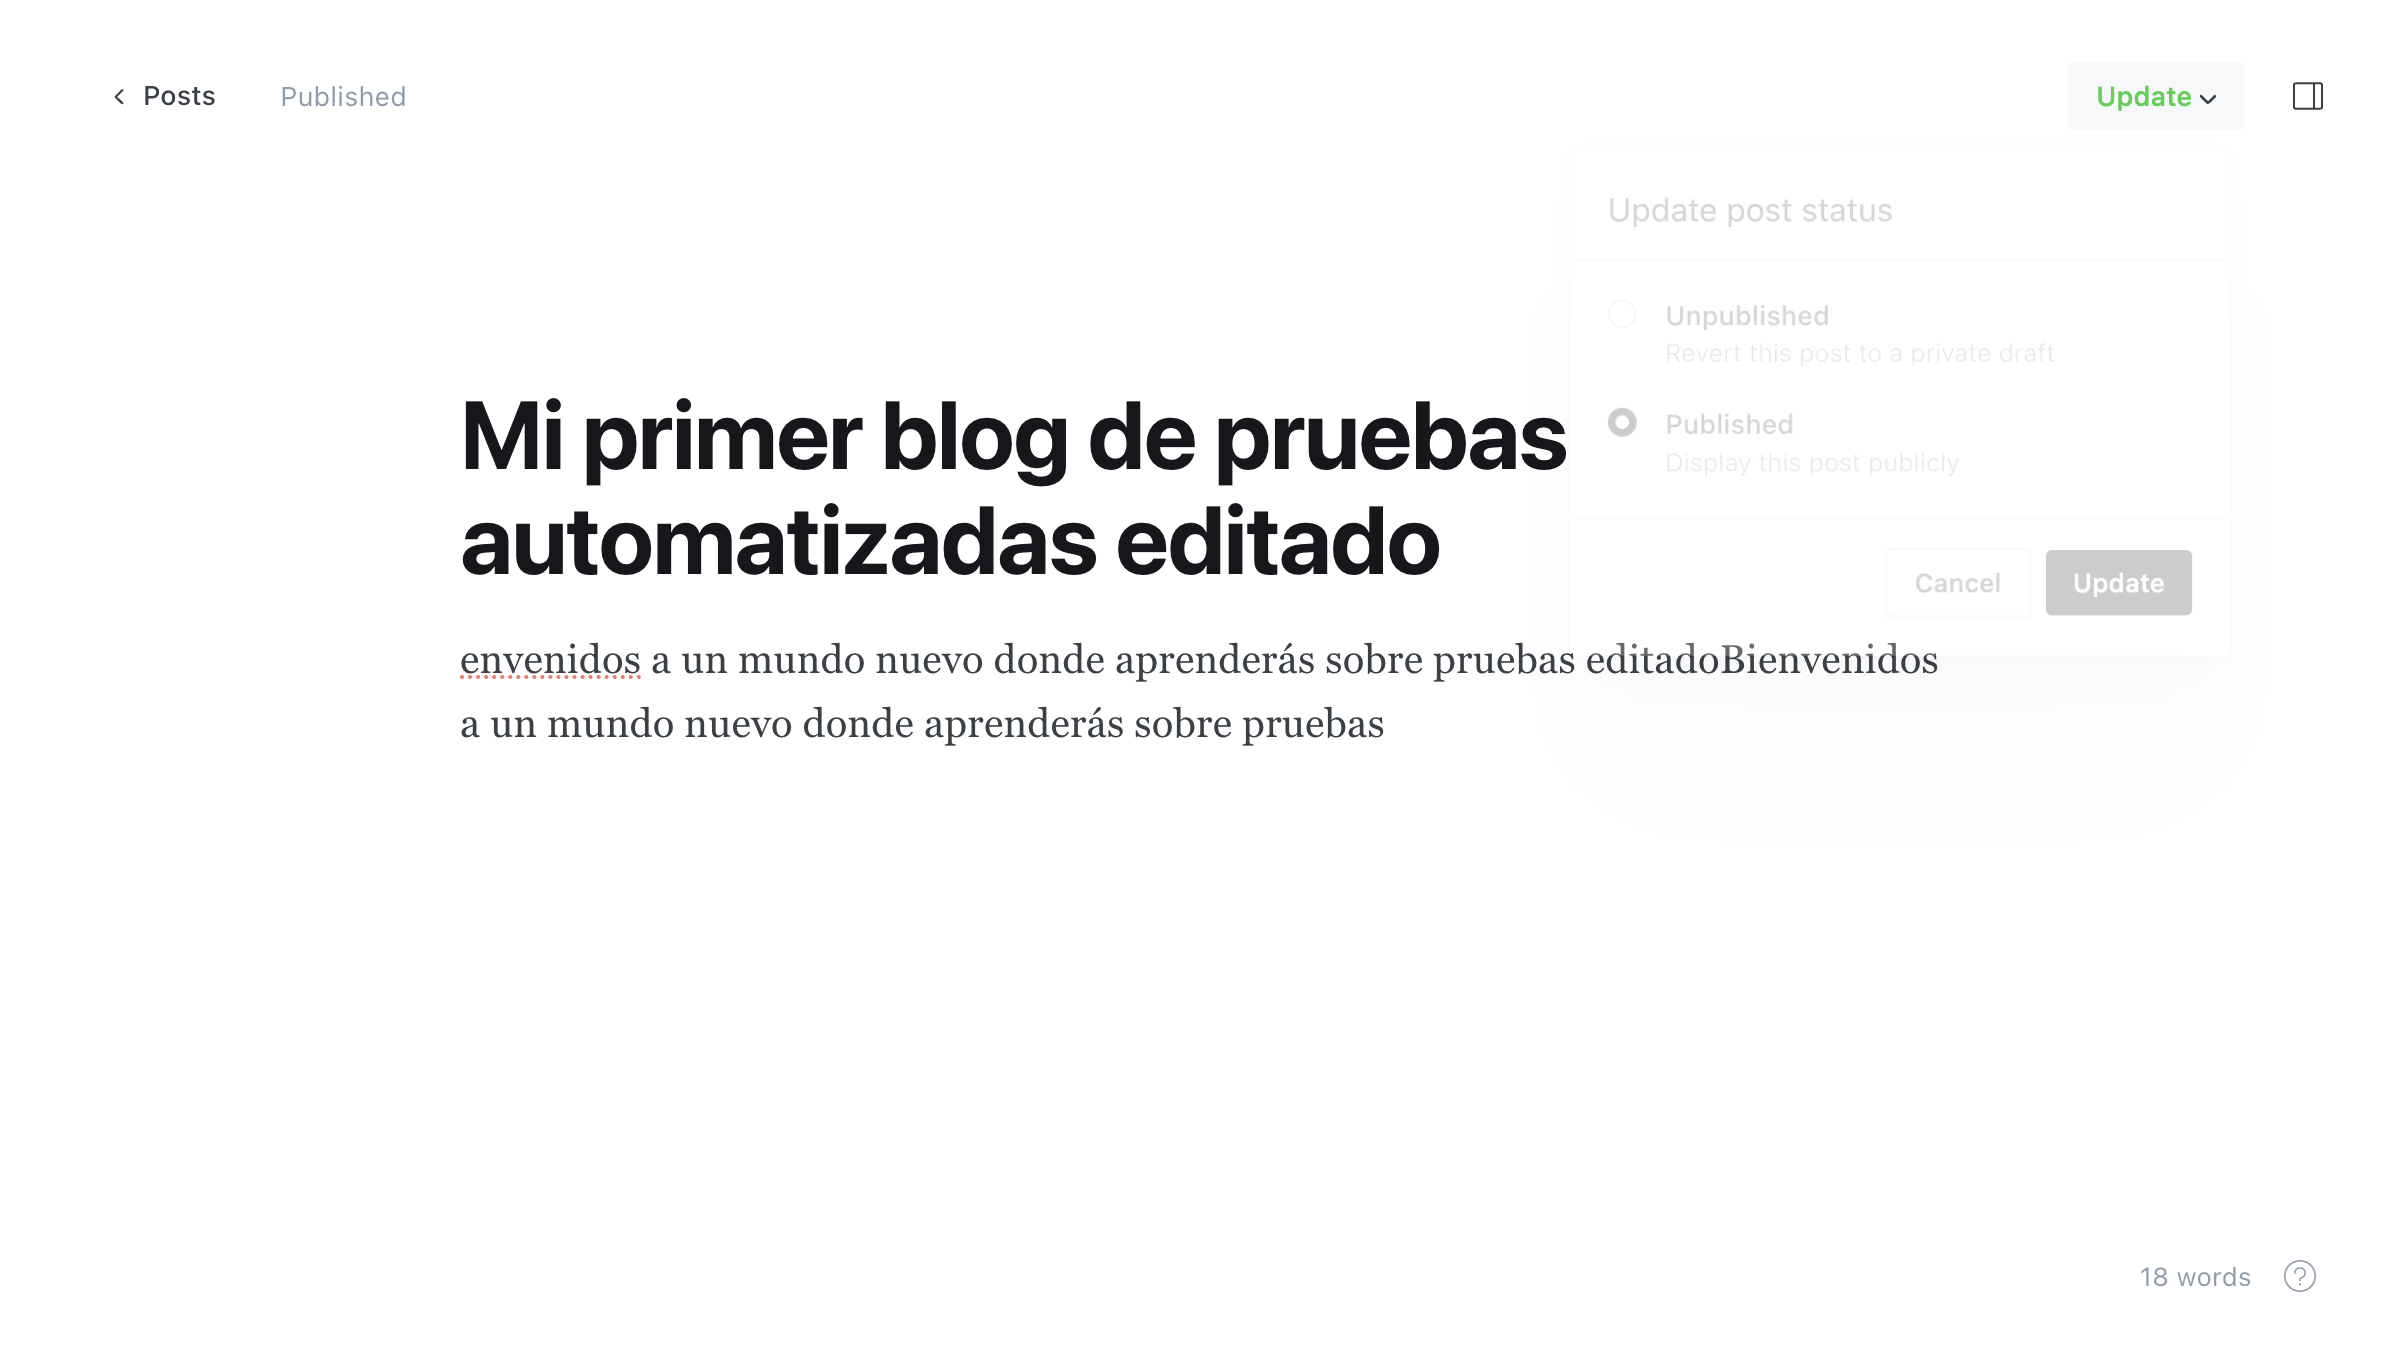 Posts
Published
Update
Update post status
Unpublished
Revert this post to a private draft
Published
Display this post publicly
Cancel
Update
Mi primer blog de pruebas
automatizadas editado
envenidos a un mundo nuevo donde aprenderás sobre pruebas editadoBienvenidos
a un mundo nuevo donde aprenderás sobre pruebas
18 words
?